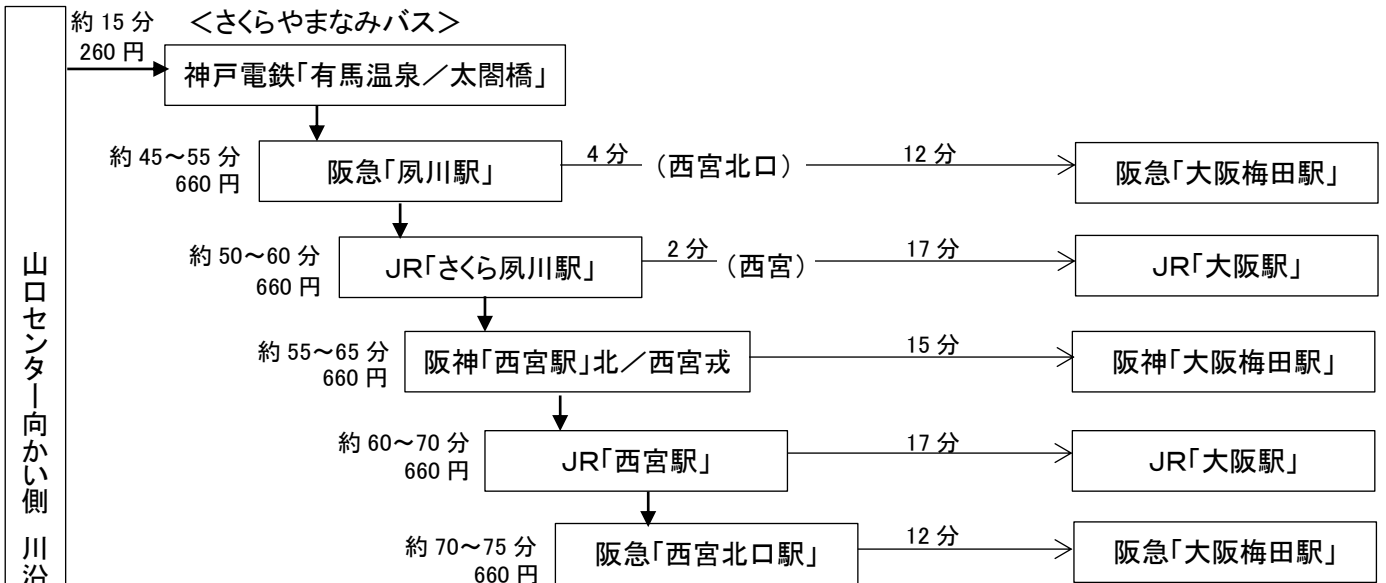 約 15 分 ＜さくらやまなみバス＞
260 円
神戸電鉄「有馬温泉／太閤橋」
約 45～55 分
660 円
阪急「夙川駅」
4 分
（西宮北口）
12 分
阪急「大阪梅田駅」
約 50～60 分
660 円
ＪＲ「さくら夙川駅」
2 分
（西宮）
17 分
ＪＲ「大阪駅」
約 55～65 分
660 円
阪神「西宮駅」北／西宮戎
15 分
阪神「大阪梅田駅」
約 60～70 分
660 円
ＪＲ「西宮駅」
17 分
ＪＲ「大阪駅」
約 70～75 分
660 円
阪急「西宮北口駅」
12 分
阪急「大阪梅田駅」
山口センター向かい側 川沿